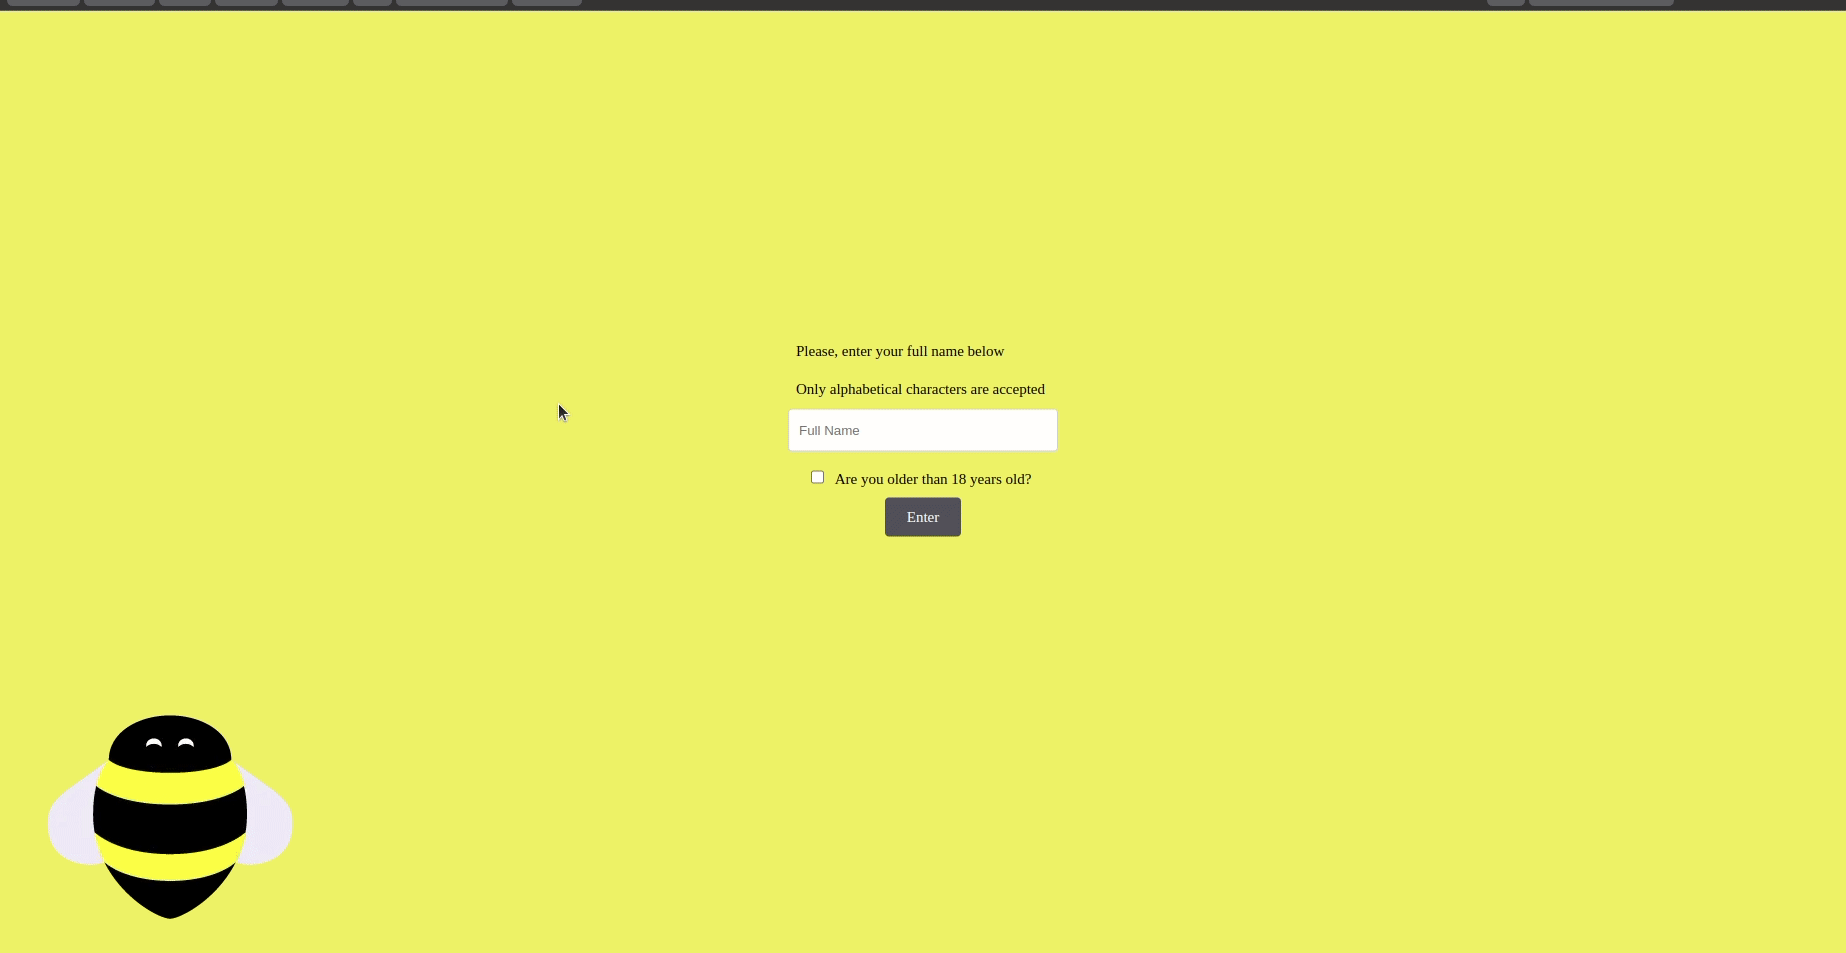 Please, enter your full name below
Only alphabetical characters are accepted
Full Name
Are you older than 18 years old?
Enter